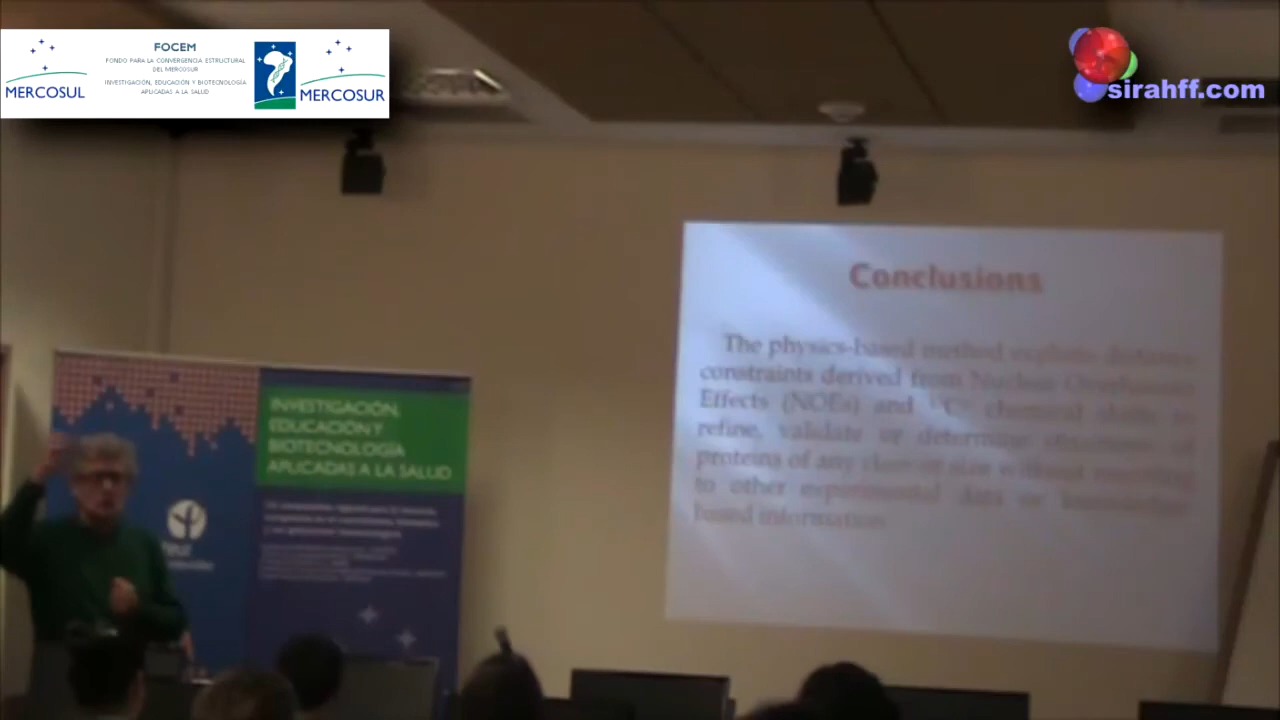 MERCOSUL
FOCEM
FONDO PARA LA CONVERGENCIA ESTRUCTURAL
DEL MERCOSUR
INVESTIGACIÓN, EDUCACIÓN Y BIOTECNOLOGÍA
APLICADAS A LA SALUD
MERCOSUR
sirahff.com
INVESTIGACIÓN,
EDUCACIÓN Y
BIOTECNOLOGÍA
APLICADAS A LA SALUD
Conclusions
The physics-based method exploits distance
constraints derived from Nuclear Overhauser
Effects (NOEs) and chemical shifts to
refine, validate or determine structures of
proteins of any class or size without resorting
to other experimental data or knowledge-
based information